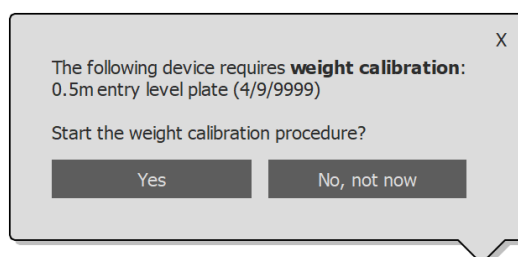 X
The following device requires weight calibration:
0.5m entry level plate (4/9/9999)
Start the weight calibration procedure?
Yes
No, not now